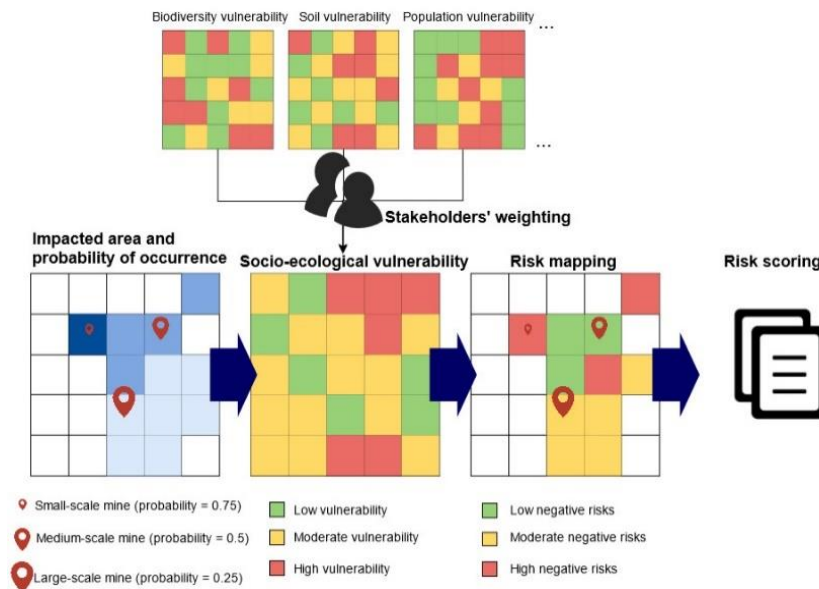 Biodiversity vulnerability Soil vulnerability Population vulnerability ...
...
Stakeholders' weighting
Impacted area and
probability of occurrence
Socio-ecological vulnerability
Risk mapping
Risk scoring
Small-scale mine (probability = 0.75)
Medium-scale mine (probability = 0.5)
Large-scale mine (probability = 0.25)
Low vulnerability
Moderate vulnerability
High vulnerability
Low negative risks
Moderate negative risks
High negative risks